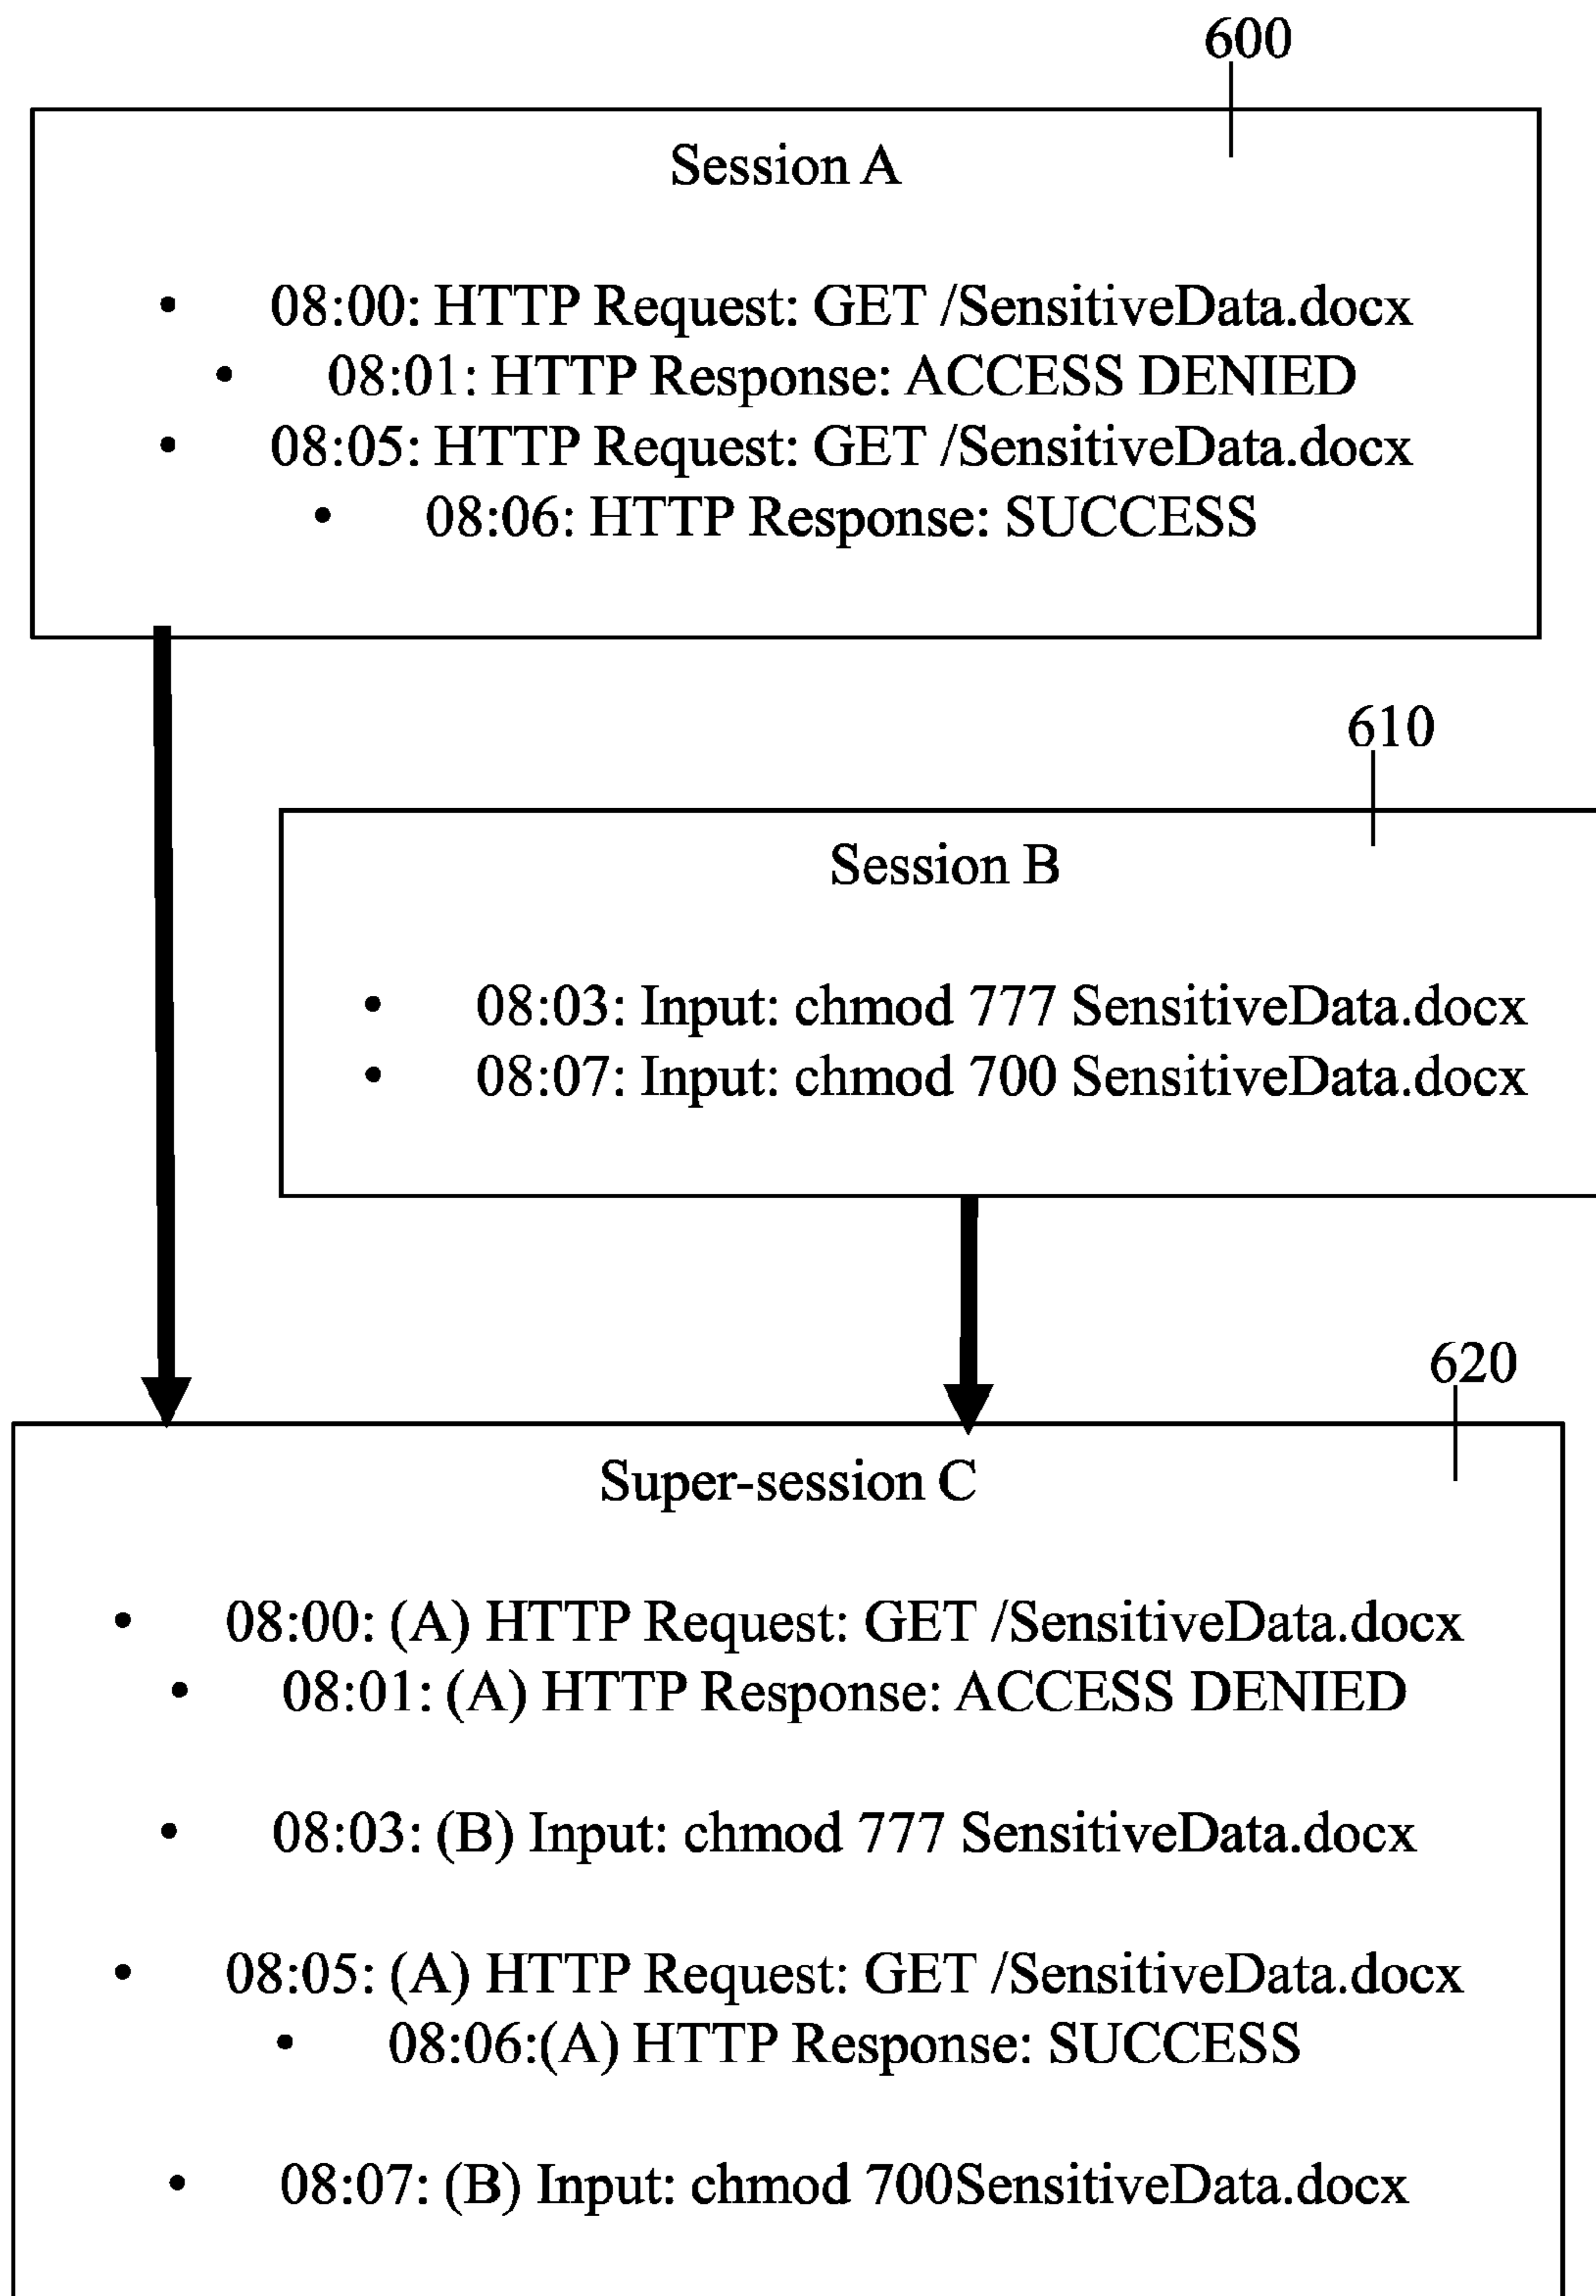 600
Session A
• 08:00: HTTP Request: GET /SensitiveData.docx
• 08:01: HTTP Response: ACCESS DENIED
• 08:05: HTTP Request: GET /SensitiveData.docx
• 08:06: HTTP Response: SUCCESS
610
Session B
• 08:03: Input: chmod 777 SensitiveData.docx
• 08:07: Input: chmod 700 SensitiveData.docx
620
Super-session C
• 08:00: (A) HTTP Request: GET /SensitiveData.docx
• 08:01: (A) HTTP Response: ACCESS DENIED
• 08:03: (B) Input: chmod 777 SensitiveData.docx
• 08:05: (A) HTTP Request: GET /SensitiveData.docx
• 08:06:(A) HTTP Response: SUCCESS
• 08:07: (B) Input: chmod 700SensitiveData.docx